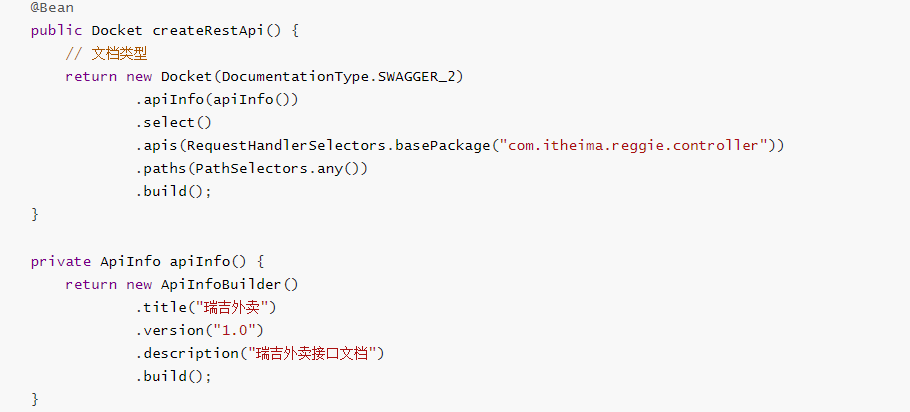 @Bean
public Docket createRestApi() {
    // 文档类型
    return new Docket(DocumentationType.SWAGGER_2)
            .apiInfo(apiInfo())
            .select()
            .apis(RequestHandlerSelectors.basePackage("com.itheima.reggie.controller"))
            .paths(PathSelectors.any())
            .build();
}

private ApiInfo apiInfo() {
    return new ApiInfoBuilder()
            .title("瑞吉外卖")
            .version("1.0")
            .description("瑞吉外卖接口文档")
            .build();
}